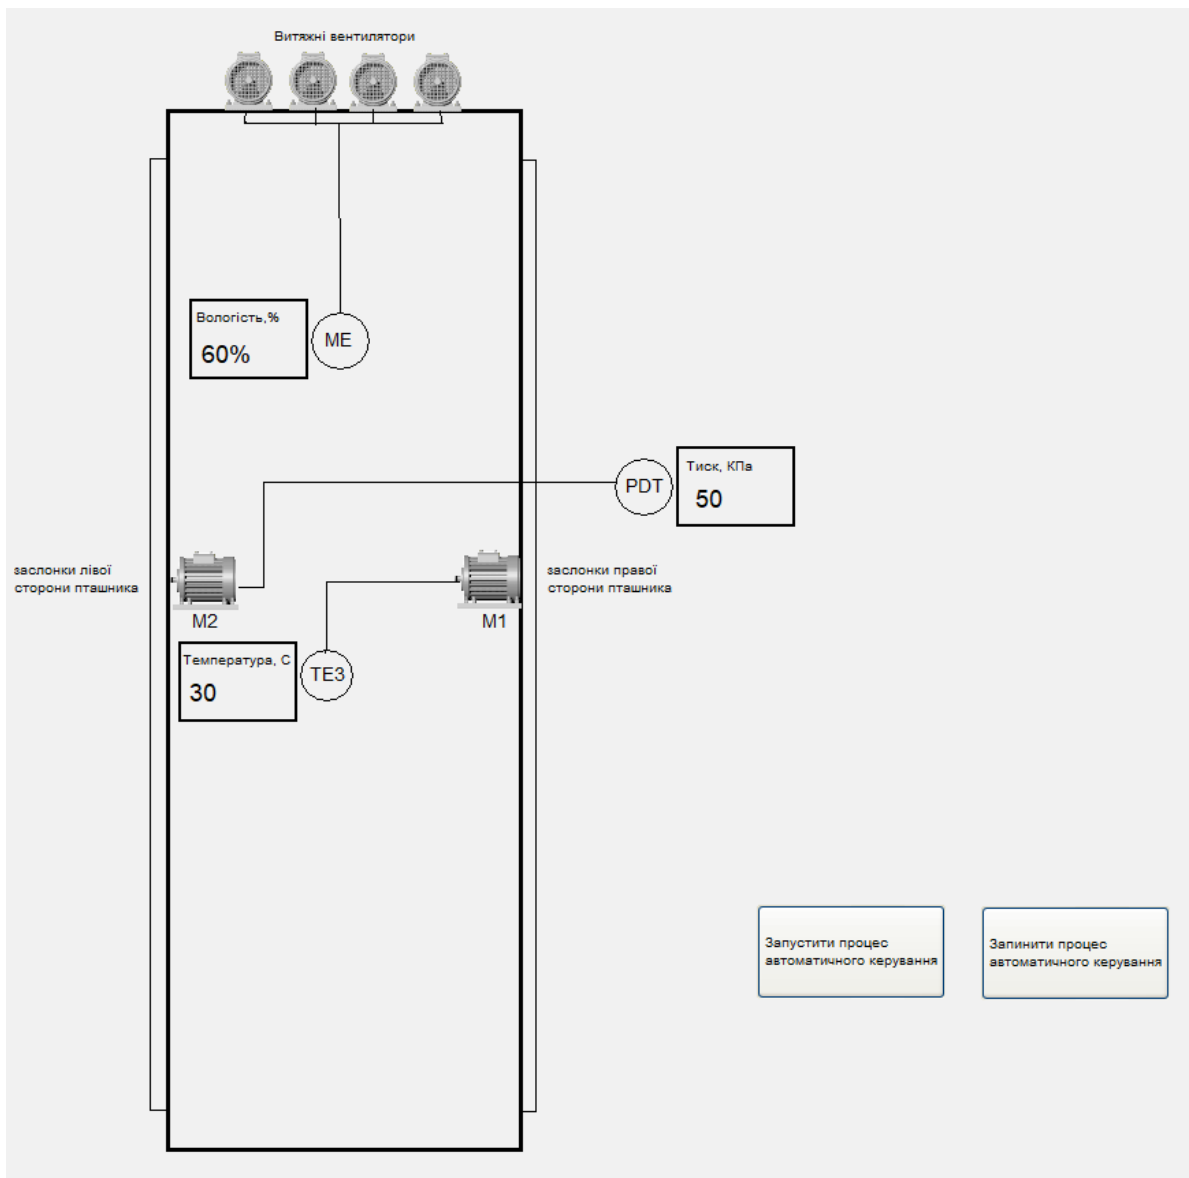 Витяжні вентилятори
Вологість,%
60%
ME
Тиск, КПа
50
PDT
заслонки лівої
сторони пташника
заслонки правої
сторони пташника
M2
M1
Температура, С
30
TE3
Запустити процес
автоматичного керування
Запинити процес
автоматичного керування